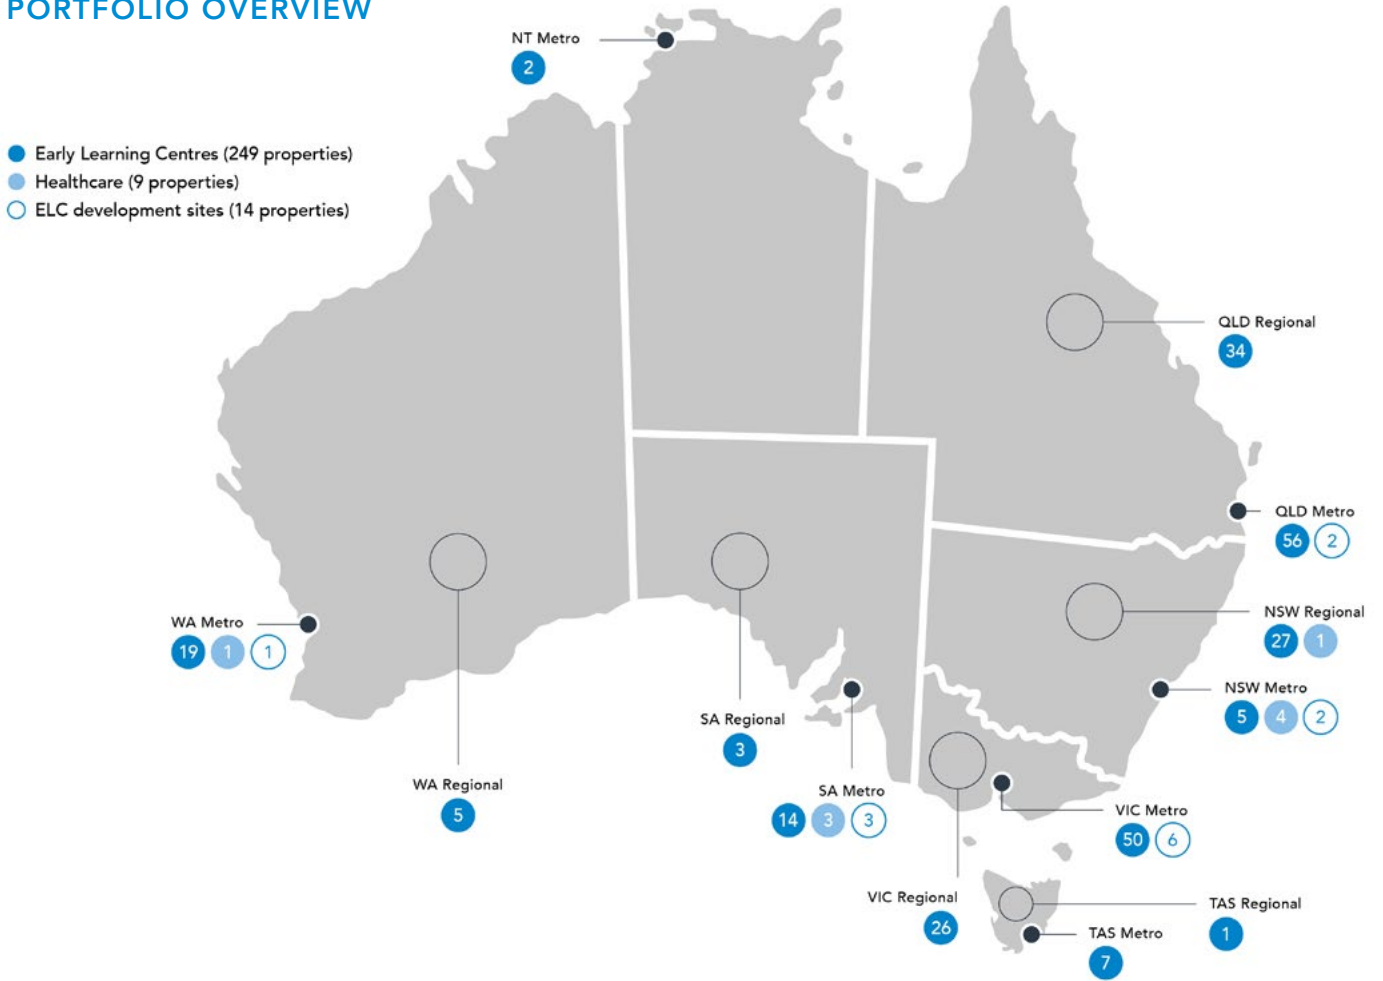 PORTFOLIO OVERVIEW
NT Metro
2
Early Learning Centres (249 properties)
Healthcare (9 properties)
ELC development sites (14 properties)
QLD Regional
34
QLD Metro
56 2
NSW Regional
27 1
WA Metro
19 1 1
NSW Metro
5 4 2
SA Regional
3
WA Regional
5
SA Metro
14 3 3
VIC Metro
50 6
VIC Regional
26
TAS Regional
1
TAS Metro
7